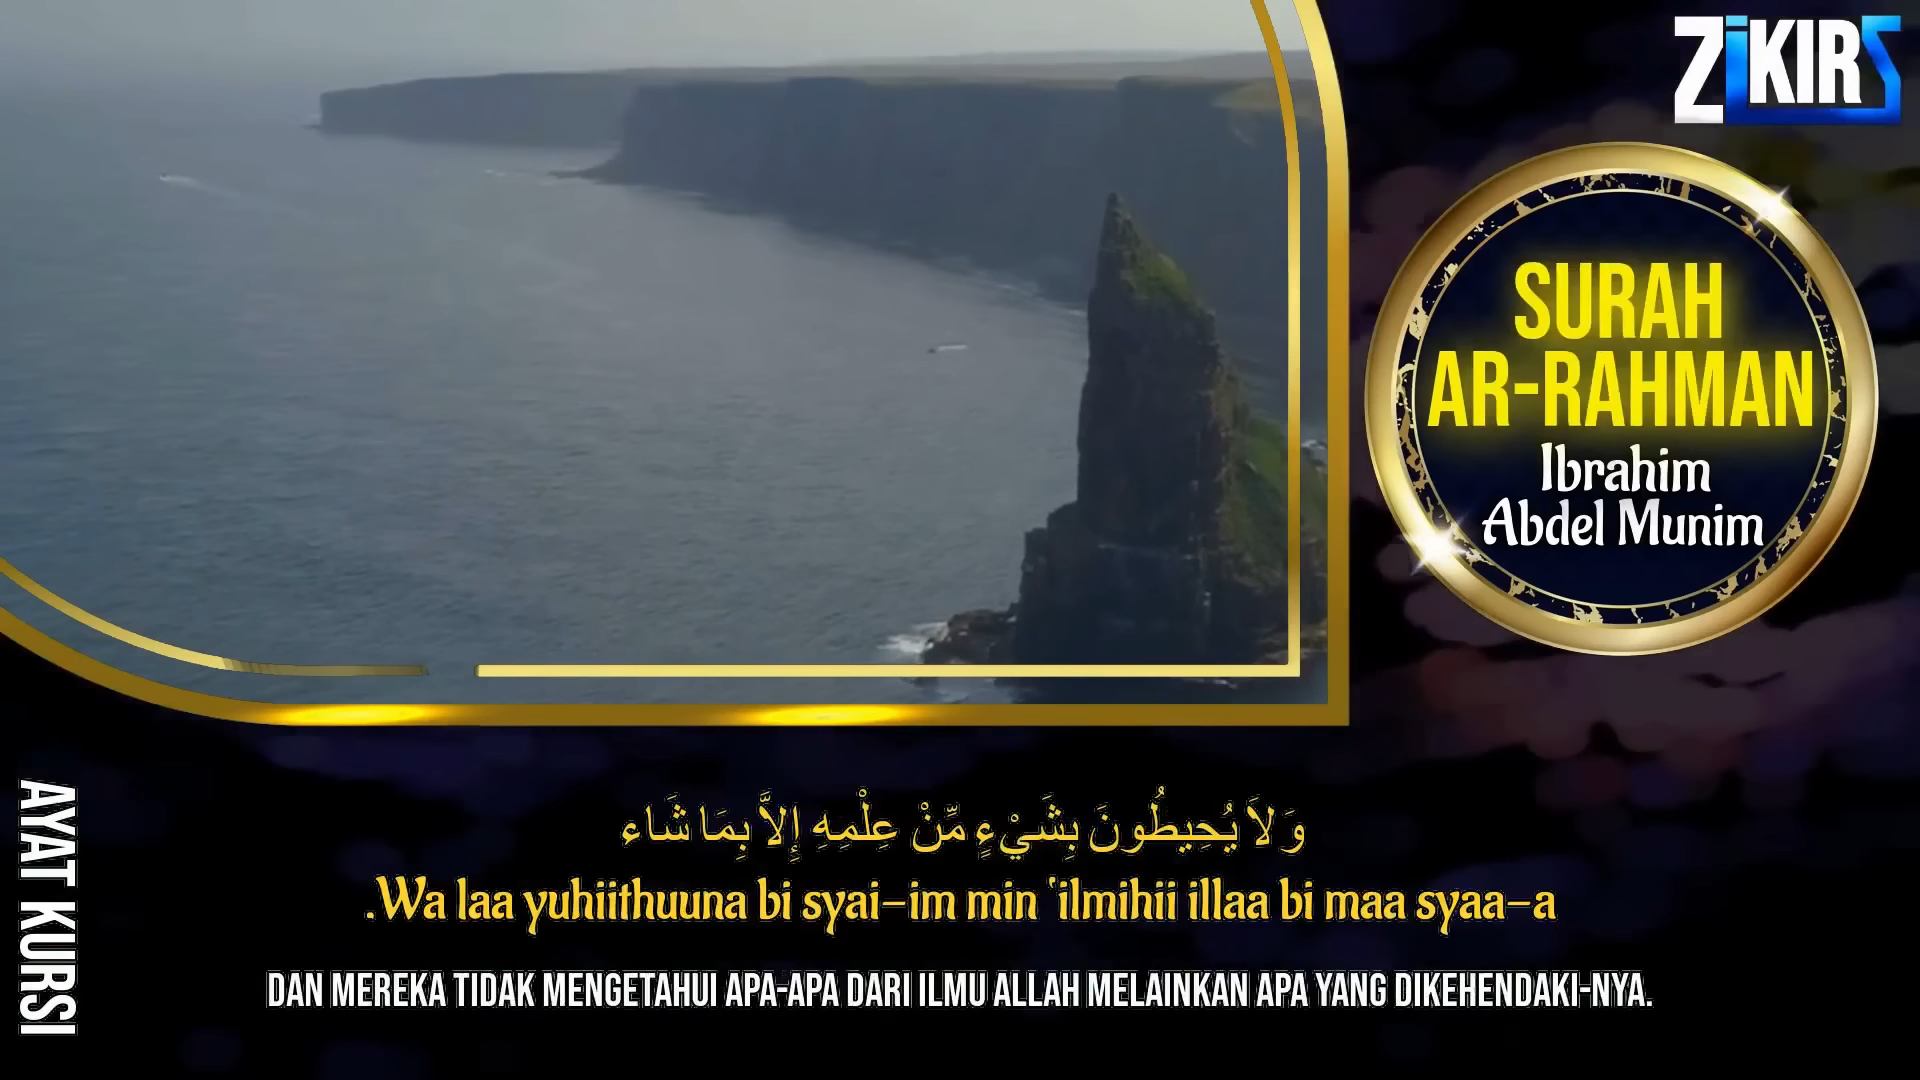 ZiKIRS
SURAH
AR-RAHMAN
Ibrahim
Abdel Munim
وَلاَ يُحِيطُونَ بِشَيْءٍ مِّنْ عِلْمِهِ إِلاَّ بِمَا شَاء
.Wa laa yuhiithuuna bi syai-im min 'ilmihii illaa bi maa syaa-a
DAN MEREKA TIDAK MENGETAHUI APA-APA DARI ILMU ALLAH MELAINKAN APA YANG DIKEHENDAKI-NYA.
AYAT KURSI